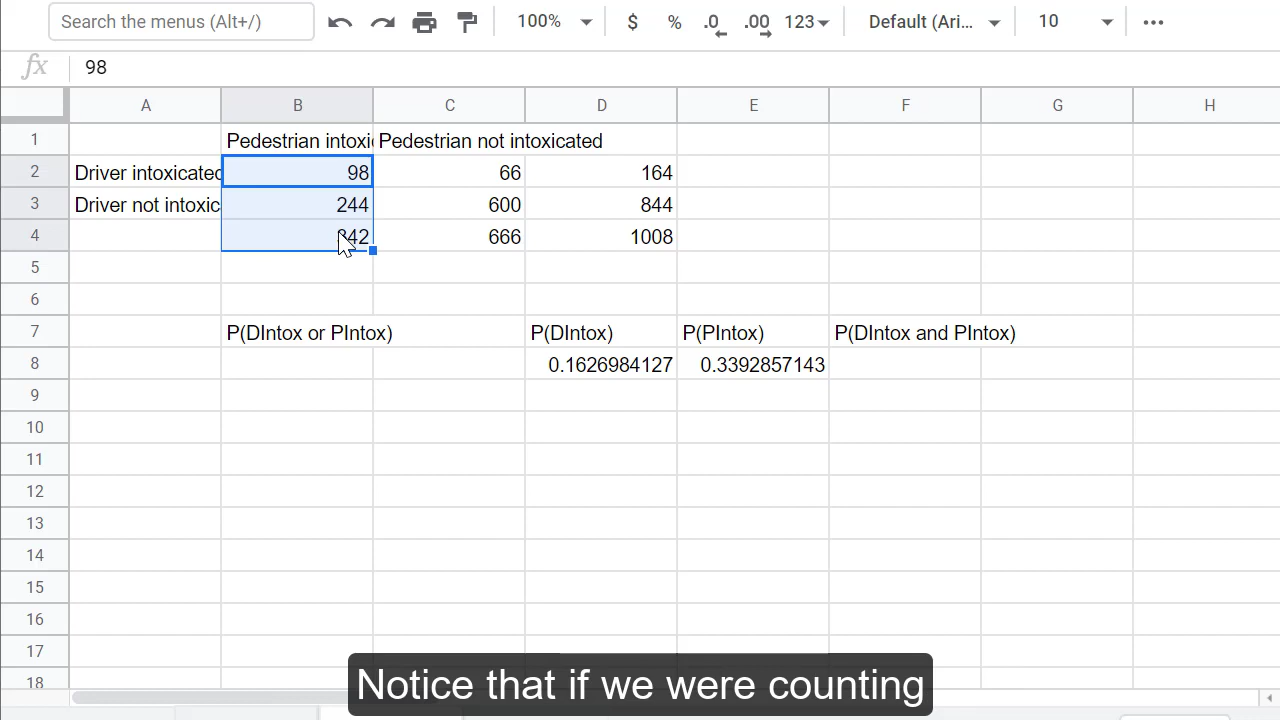 Search the menus (Alt+/) 100% $ % .0 .00 123 Default (Ari... 10
fx 98
A B C D E F G H
1 Pedestrian intoxi Pedestrian not intoxicated
2 Driver intoxicated 98 66 164
3 Driver not intoxic 244 600 844
4 342 666 1008
5
6
7 P(DIntox or PIntox) P(DIntox) P(PIntox) P(DIntox and PIntox)
8 0.1626984127 0.3392857143
9
10
11
12
13
14
15
16
17
18
Notice that if we were counting